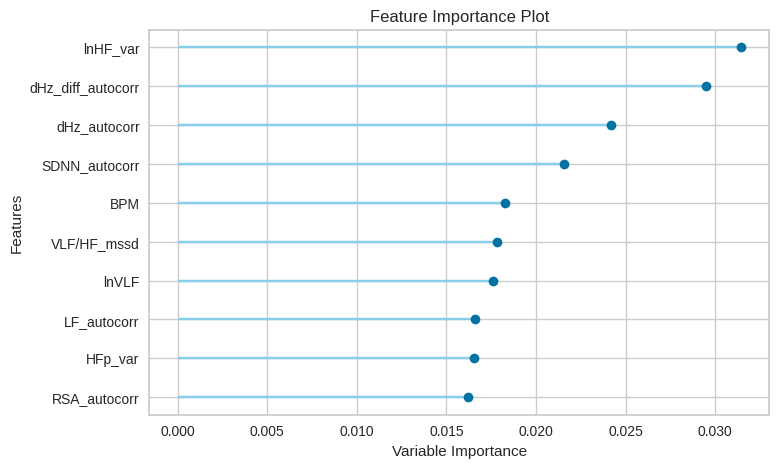 Feature Importance Plot
lnHF_var
dHz_diff_autocorr
dHz_autocorr
SDNN_autocorr
BPM
VLF/HF_mssd
lnVLF
LF_autocorr
HFp_var
RSA_autocorr
Features
0.000 0.005 0.010 0.015 0.020 0.025 0.030
Variable Importance